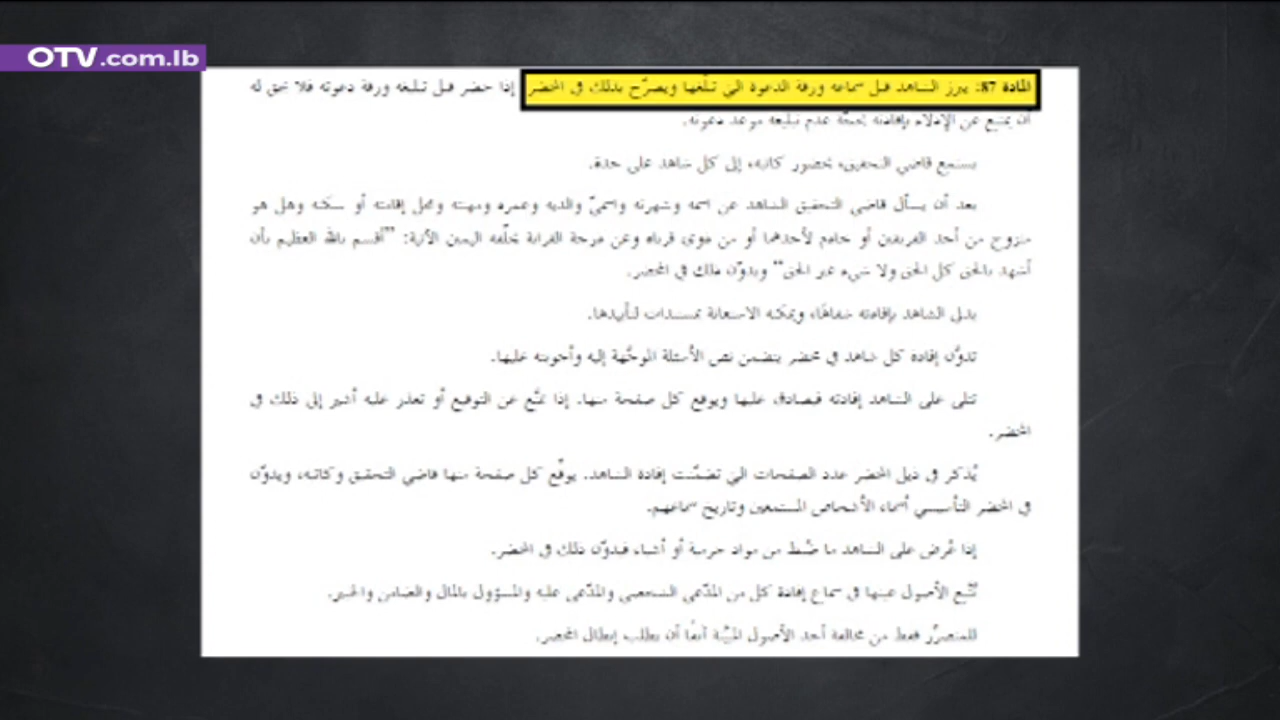 OTV.com.lb
المادة 87: يبرز الشاهد قبل سماعه ورقة الدعوة التي تبلّغها ويصرّح بذلك في المحضر إذا حضر قبل تبليغه ورقة دعوته فلا يحق له
أن يمتنع عن الإدلاء بإفادته بحجّة عدم تبليغه موعد دعوته.
يستمع قاضي التحقيق، بحضور كاتبه، إلى كل شاهد على حدة.
بعد أن يسأل قاضي التحقيق الشاهد عن اسمه وشهرته واسميّ والديه وعمره ومهنته ومحل إقامته أو سكنه وهل هو
متزوج من أحد الفريقين أو خادم لأحدهما أو من ذوي قرباه وعن درجة القرابة يحلّفه اليمين الآتية: "أقسم بالله العظيم بأن
أشهد بالحق كل الحق ولا شيء غير الحق" ويدوّن ذلك في المحضر.
يدلي الشاهد بإفادته شفاهًا، ويمكنه الاستعانة بمستندات لتأييدها.
تدوَّن إفادة كل شاهد في محضر يتضمن نص الأسئلة الموجَّهة إليه وأجوبته عليها.
تتلى على الشاهد إفادته فيصادق عليها ويوقع كل صفحة منها. إذا تمنَّع عن التوقيع أو تعذر عليه أشير إلى ذلك في
المحضر.
يُذكر في ذيل المحضر عدد الصفحات التي تضمَّنت إفادة الشاهد. يوقّع كل صفحة منها قاضي التحقيق وكاتبه، ويدوّن
في المحضر التأسيسي أسماء الأشخاص المستمعين وتاريخ سماعهم.
إذا عُرض على الشاهد ما ضُبط من مواد جرمية أو أشياء فيدوّن ذلك في المحضر.
تُتَّبع الأصول عينها في سماع إفادة كل من المدّعي الشخصي والمدّعى عليه والمسؤول بالمال والضامن والخبير.
للمتضرِّر فقط من مخالفة أحد الأصول المبيَّنة آنفًا أن يطلب إبطال المحضر.